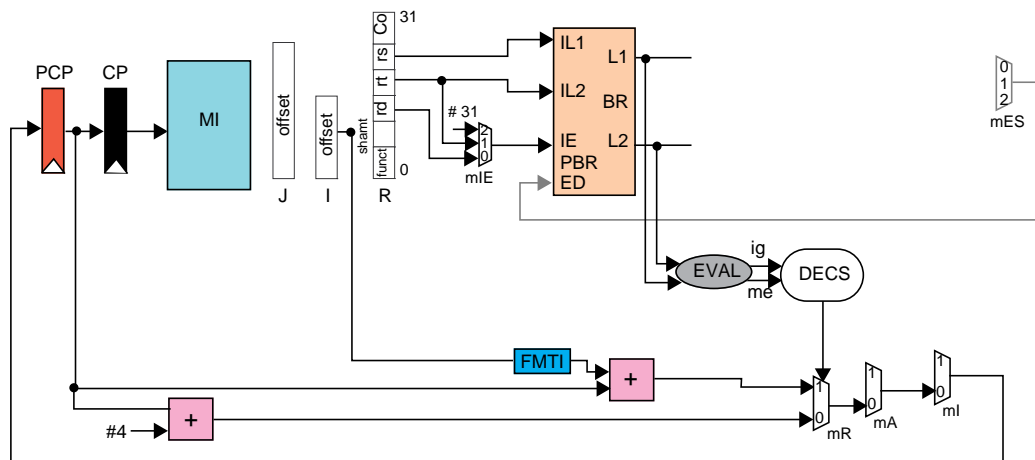 31
Co
rs
rt
rd
shamt
funct
0
PCP
CP
MI
offset
J
offset
I
R
# 31
2
1
0
mIE
IL1
IL2
IE
PBR
ED
L1
BR
L2
0
1
2
mES
EVAL
ig
me
DECS
FMTI
+
#4
+
1
0
mR
1
0
mA
1
0
mI